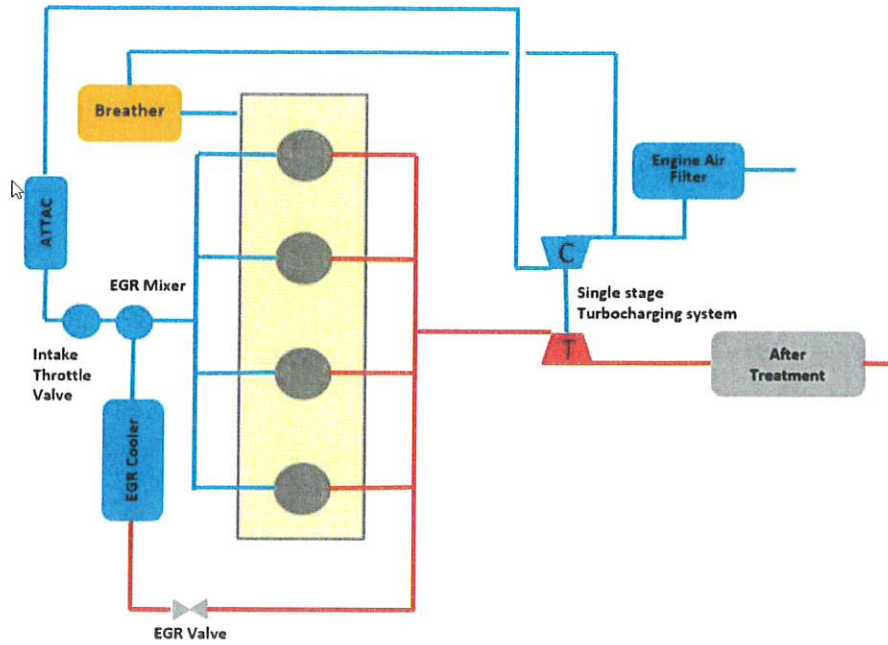 Breather
Engine Air
Filter
ATTAC
EGR Mixer
C
Single stage
Turbocharging system
T
Intake
Throttle
Valve
After
Treatment
EGR Cooler
EGR Valve